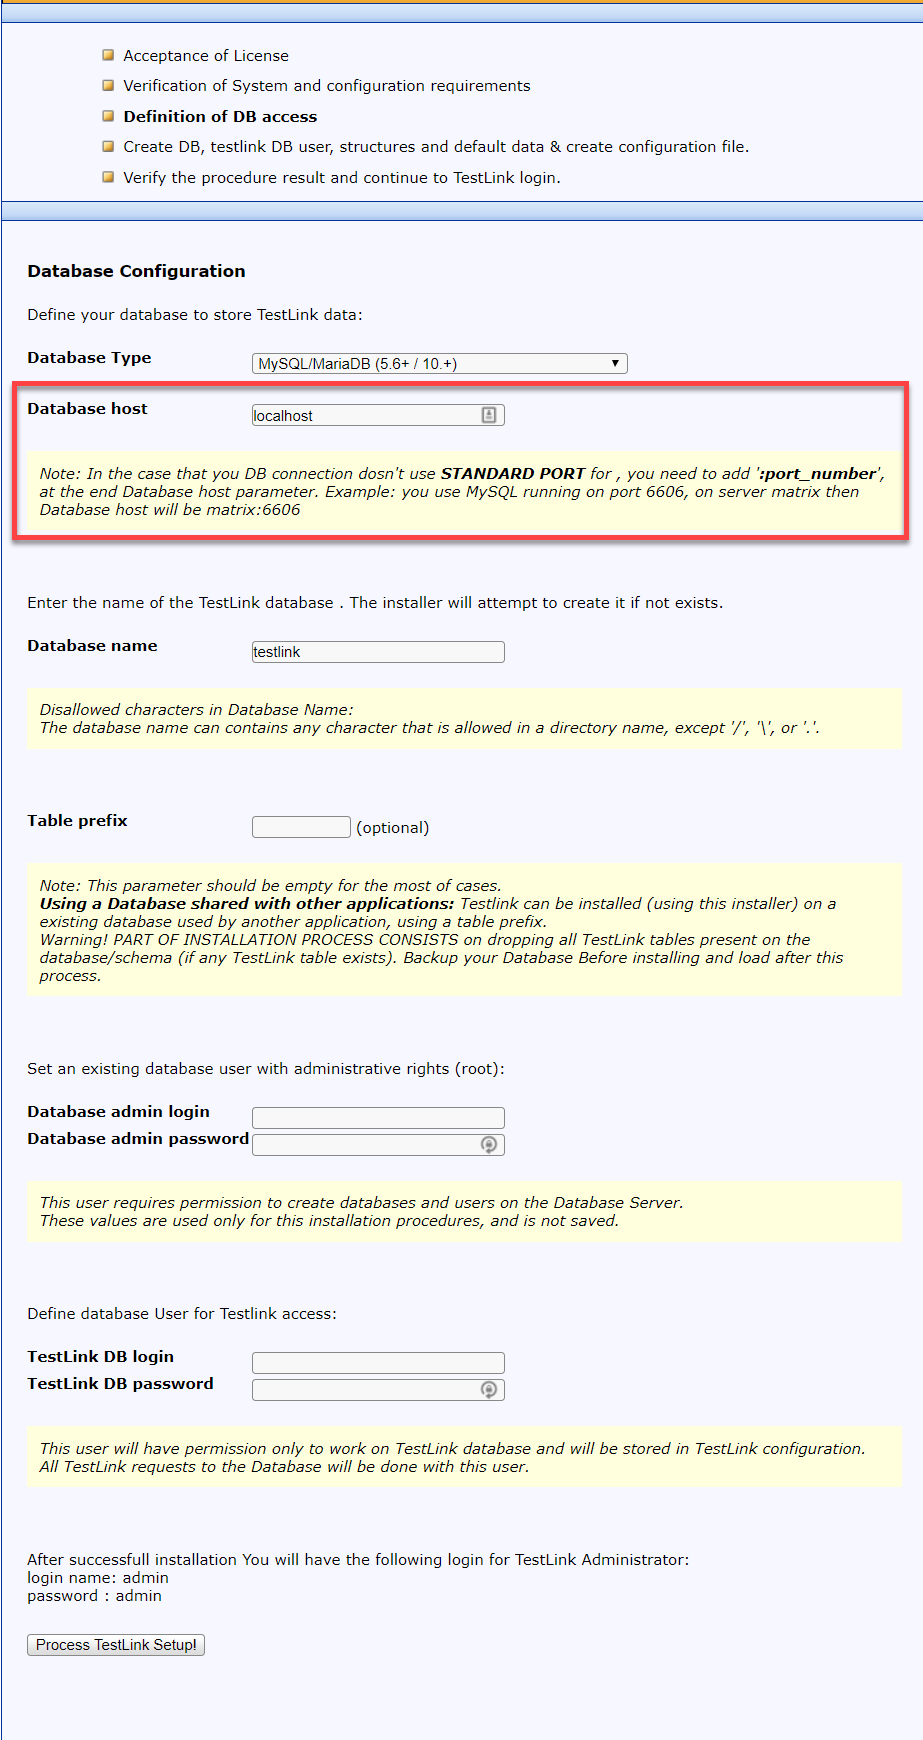 Acceptance of License
Verification of System and configuration requirements
Definition of DB access
Create DB, testlink DB user, structures and default data & create configuration file.
Verify the procedure result and continue to TestLink login.
Database Configuration
Define your database to store TestLink data:
Database Type
MySQL/MariaDB (5.6+ / 10.+)
Database host
localhost
Note: In the case that you DB connection dosn't use STANDARD PORT for , you need to add ':port_number',
at the end Database host parameter. Example: you use MySQL running on port 6606, on server matrix then
Database host will be matrix:6606
Enter the name of the TestLink database . The installer will attempt to create it if not exists.
Database name
testlink
Disallowed characters in Database Name:
The database name can contains any character that is allowed in a directory name, except '/', '\', or '.'.
Table prefix
(optional)
Note: This parameter should be empty for the most of cases.
Using a Database shared with other applications: Testlink can be installed (using this installer) on a
existing database used by another application, using a table prefix.
Warning! PART OF INSTALLATION PROCESS CONSISTS on dropping all TestLink tables present on the
database/schema (if any TestLink table exists). Backup your Database Before installing and load after this
process.
Set an existing database user with administrative rights (root):
Database admin login
Database admin password
This user requires permission to create databases and users on the Database Server.
These values are used only for this installation procedures, and is not saved.
Define database User for Testlink access:
TestLink DB login
TestLink DB password
This user will have permission only to work on TestLink database and will be stored in TestLink configuration.
All TestLink requests to the Database will be done with this user.
After successfull installation You will have the following login for TestLink Administrator:
login name: admin
password : admin
Process TestLink Setup!